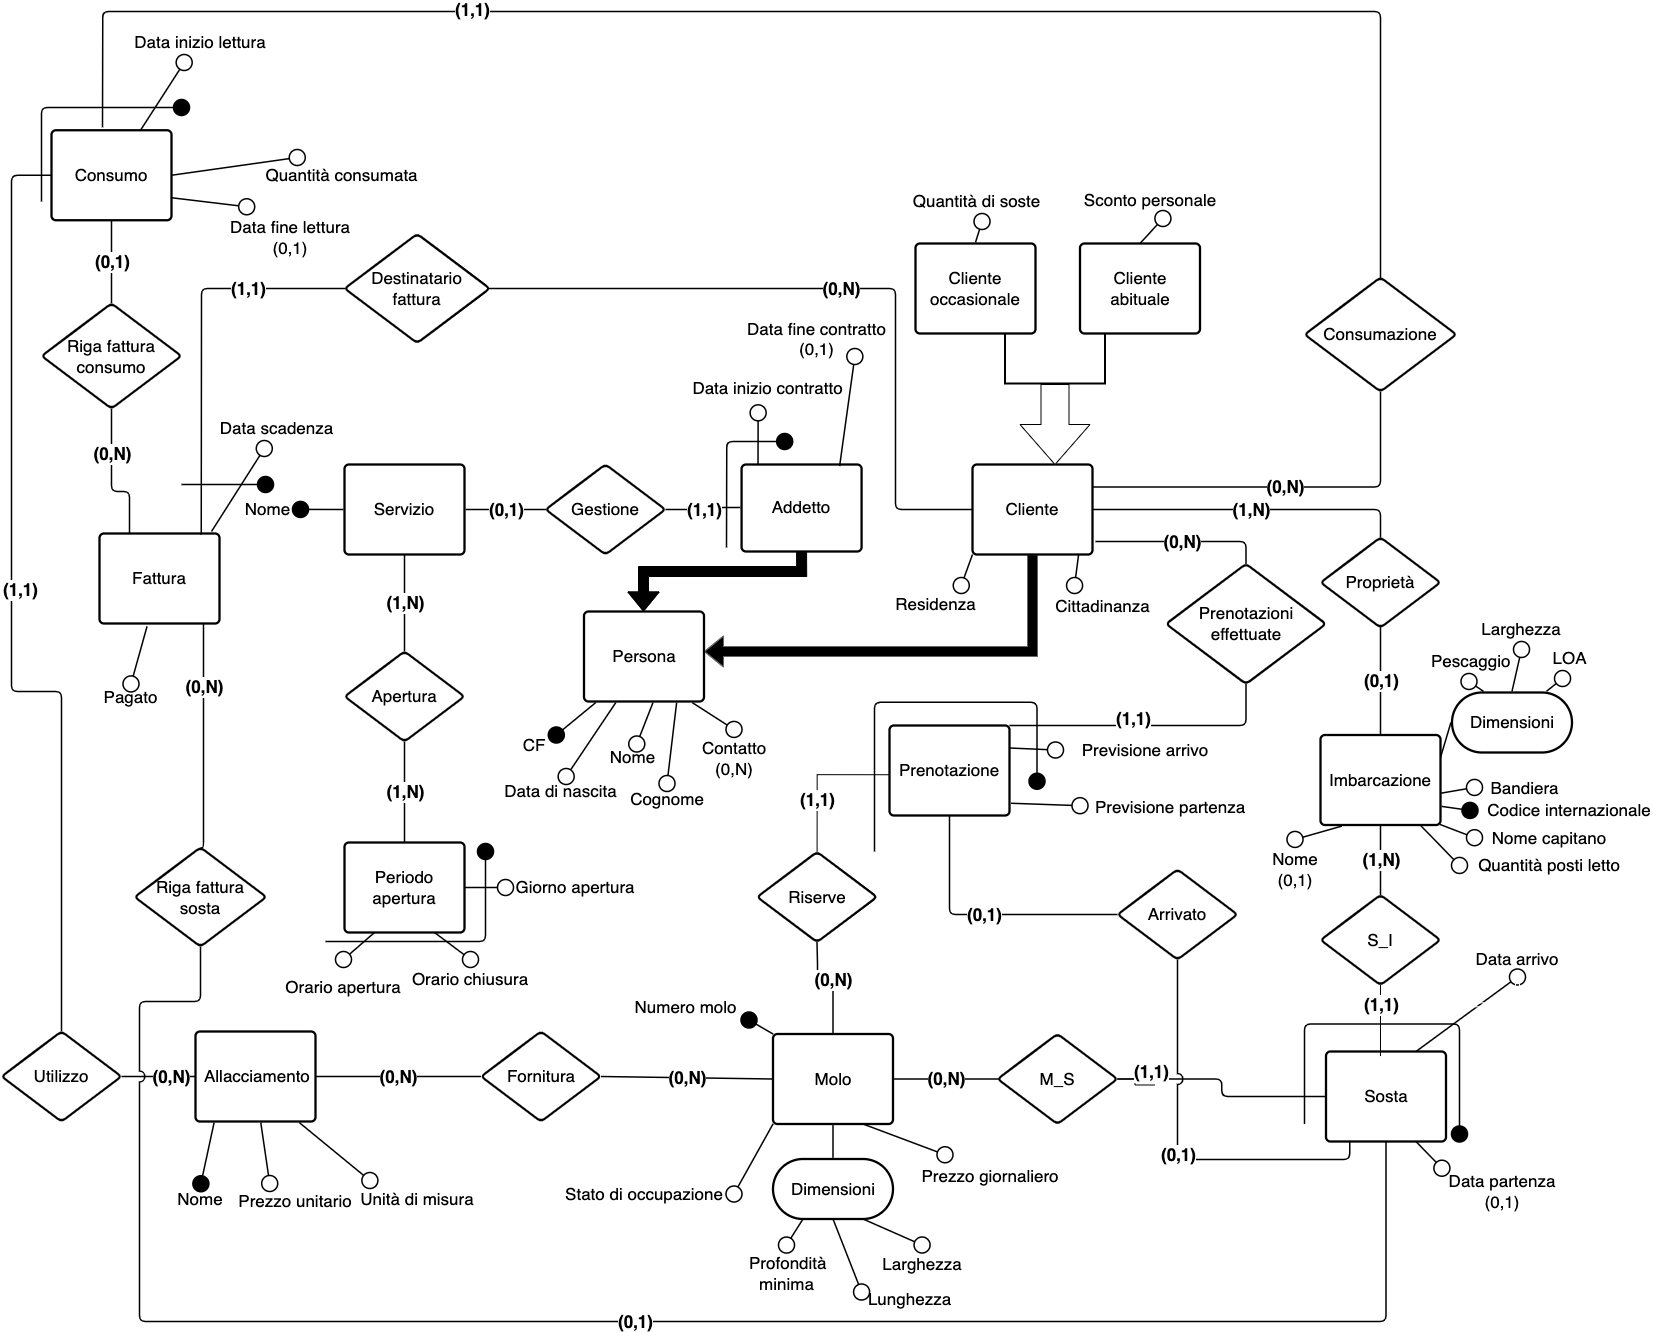 (1,1)
Data inizio lettura
Consumo
Quantità consumata
Data fine lettura
(0,1)
(0,1)
Quantità di soste
Sconto personale
Cliente
occasionale
Cliente
abituale
Destinatario
fattura
(1,1)
(0,N)
Riga fattura
consumo
Data fine contratto
(0,1)
Consumazione
Data inizio contratto
Data scadenza
(0,N)
Nome
Servizio
(0,1)
Gestione
(1,1)
Addetto
Cliente
(0,N)
(1,N)
(0,N)
Fattura
(1,1)
(1,N)
Residenza
Cittadinanza
Prenotazioni
effettuate
Proprietà
Persona
Larghezza
Pescaggio
LOA
Pagato
(0,N)
Apertura
(0,1)
Dimensioni
CF
Nome
Contatto
(0,N)
Data di nascita
Cognome
(1,1)
Previsione arrivo
Prenotazione
(1,1)
Previsione partenza
Imbarcazione
Bandiera
Codice internazionale
Nome capitano
Quantità posti letto
Nome
(0,1)
(1,N)
(1,N)
Periodo
apertura
Giorno apertura
Riga fattura
sosta
Riserve
(0,1)
Arrivato
S_I
Orario apertura
Orario chiusura
(0,N)
Data arrivo
(1,1)
Numero molo
Utilizzo
(0,N)
Allacciamento
(0,N)
Fornitura
(0,N)
Molo
(0,N)
M_S
(1,1)
Sosta
(0,1)
Nome
Prezzo unitario
Unità di misura
Stato di occupazione
Dimensioni
Prezzo giornaliero
Data partenza
(0,1)
Profondità
minima
Larghezza
Lunghezza
(0,1)